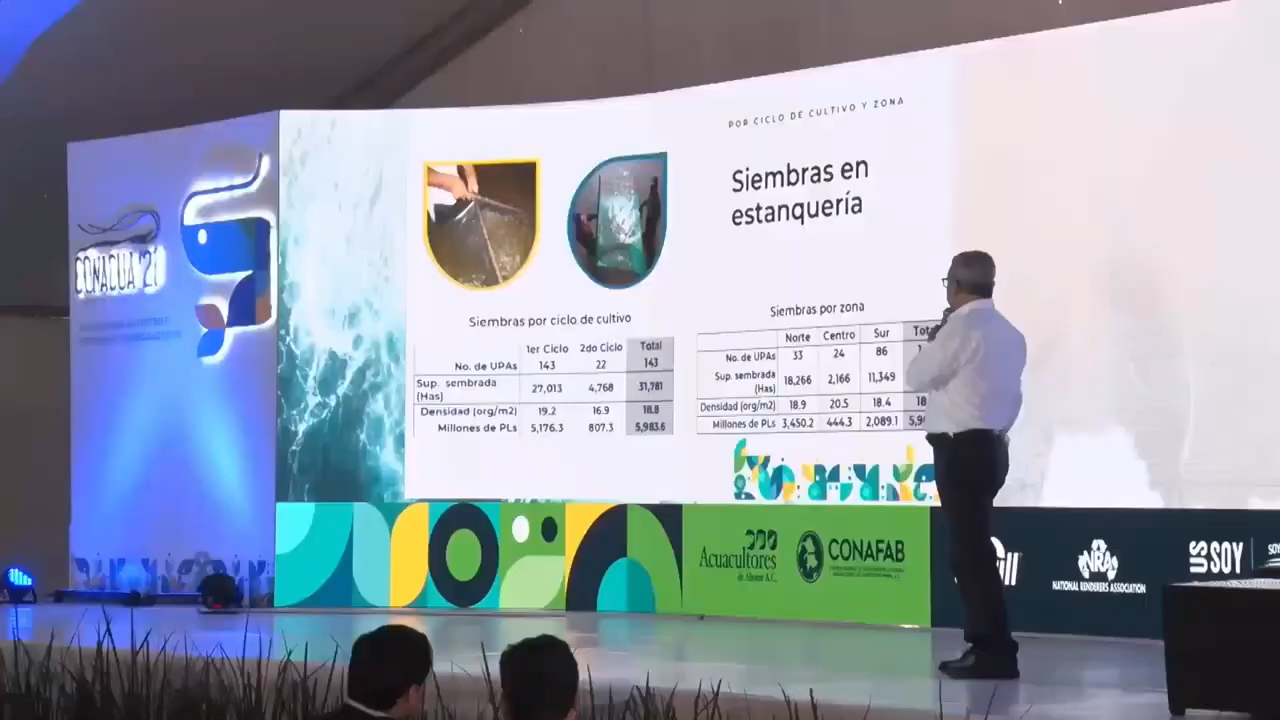 CONACUA '21
POR CICLO DE CULTIVO Y ZONA
Siembras en
estanquería
Siembras por ciclo de cultivo
1er Ciclo 2do Ciclo Total
No. de UPAs 143 22 143
Sup. sembrada (Has) 27,013 4,768 31,781
Densidad (org/m2) 19.2 16.9 18.8
Millones de PLs 5,176.3 807.3 5,983.6
Siembras por zona
Norte Centro Sur
No. de UPAs 33 24 86
Sup. sembrada (Has) 18,266 2,166 11,349
Densidad (org/m2) 18.9 20.5 18.4
Millones de PLs 3,450.2 444.3 2,089.1
Acuacultores
de Ahome A.C.
CONAFAB
NRA
NATIONAL RENDERERS ASSOCIATION
US SOY